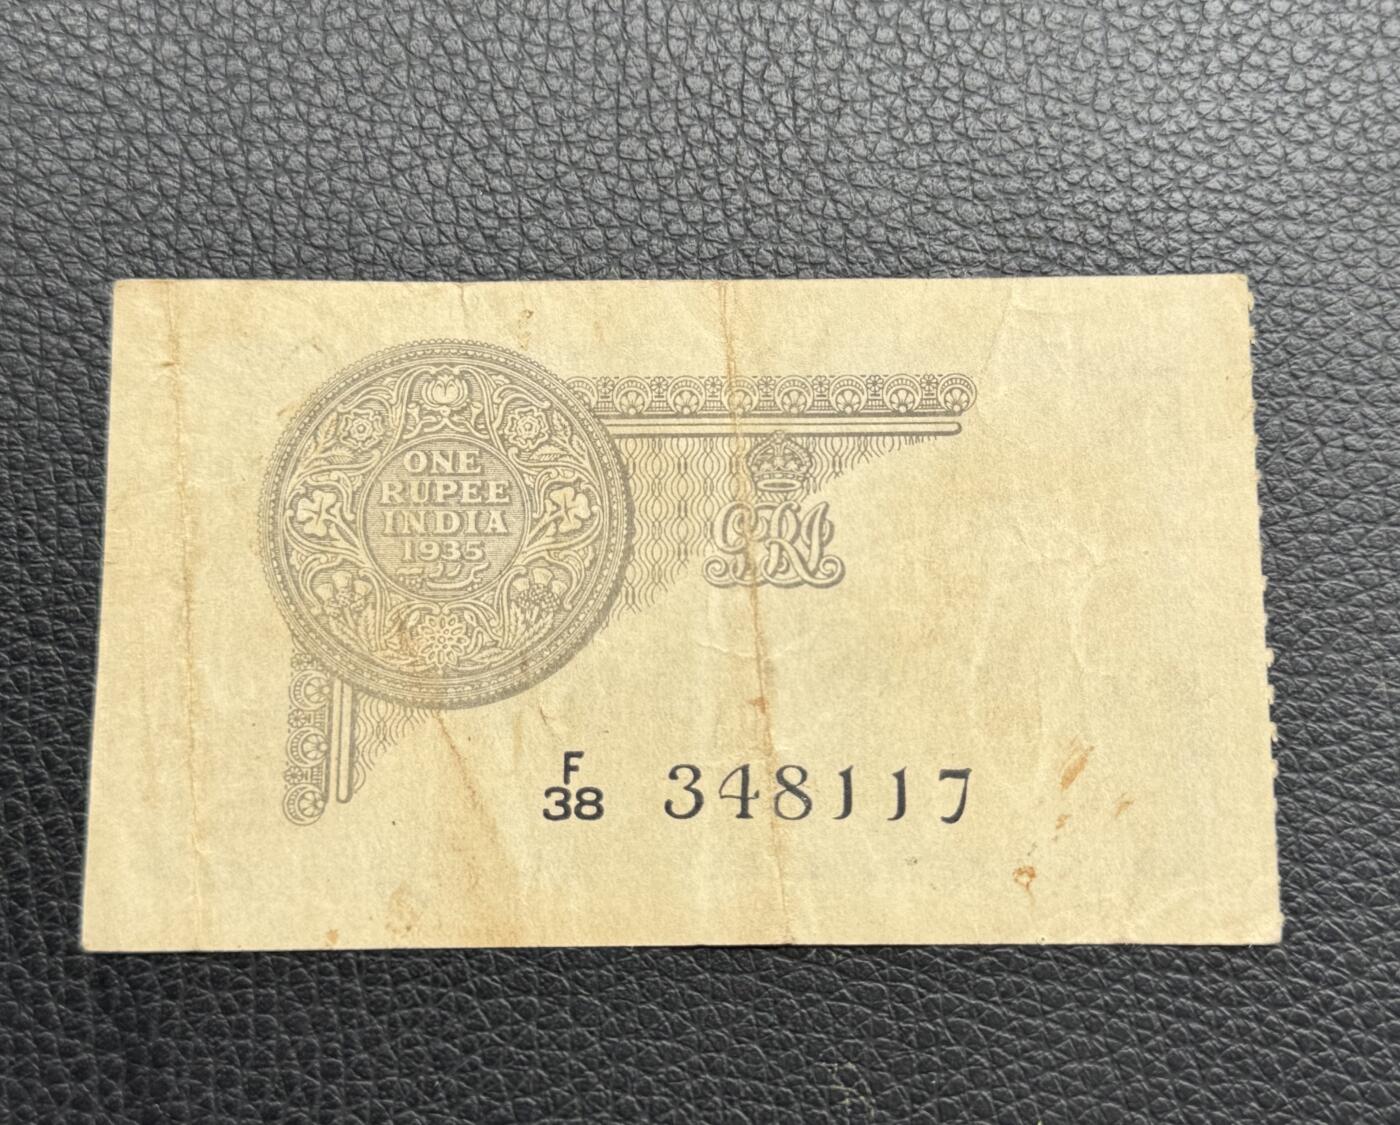 ONE
RUPEE
INDIA
1935
GRI
F
38 348117